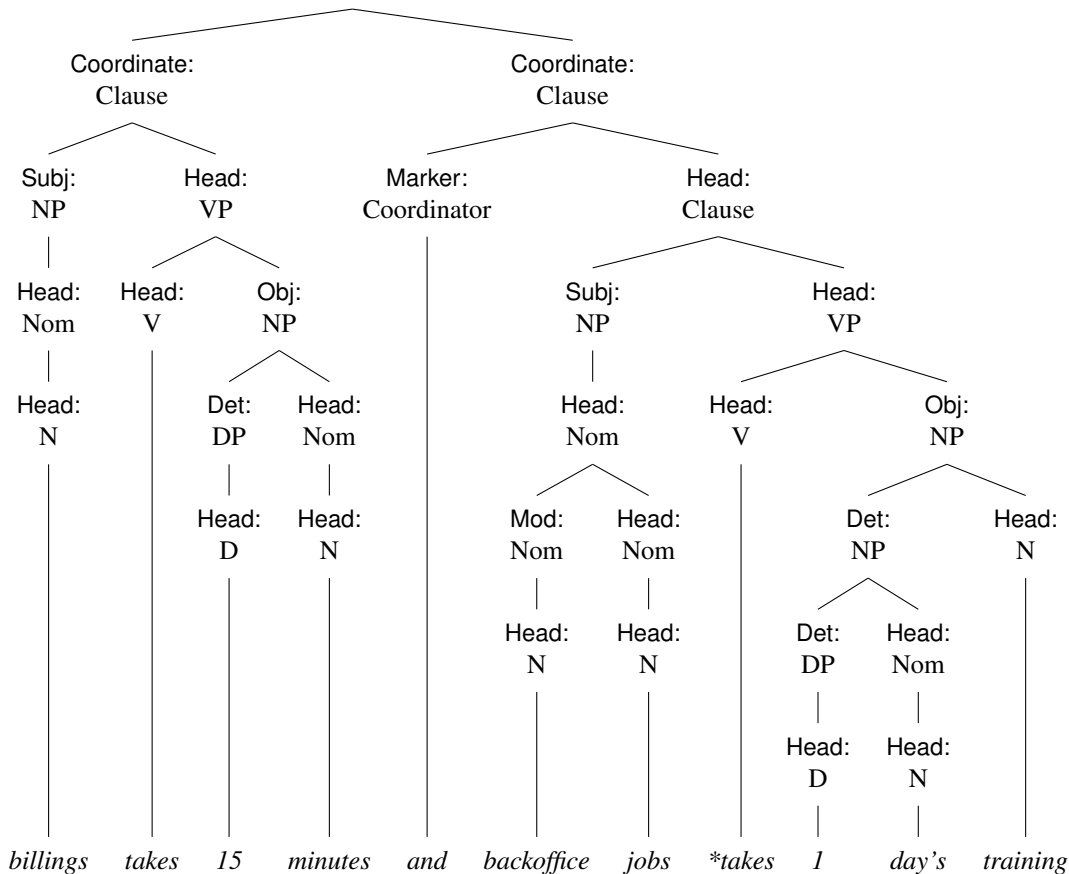 Coordinate: Coordinate:
Clause Clause
Subj: Head: Marker: Head:
NP VP Coordinator Clause
Head: Head: Obj: Subj: Head:
Nom V NP NP VP
Head: Det: Head: Head: Head: Obj:
N DP Nom Nom V NP
Head: Head: Mod: Head: Det: Head:
D N Nom Nom NP N
Head: Head: Det: Head:
N N DP Nom
Head: Head:
D N
billings takes 15 minutes and backoffice jobs *takes 1 day's training